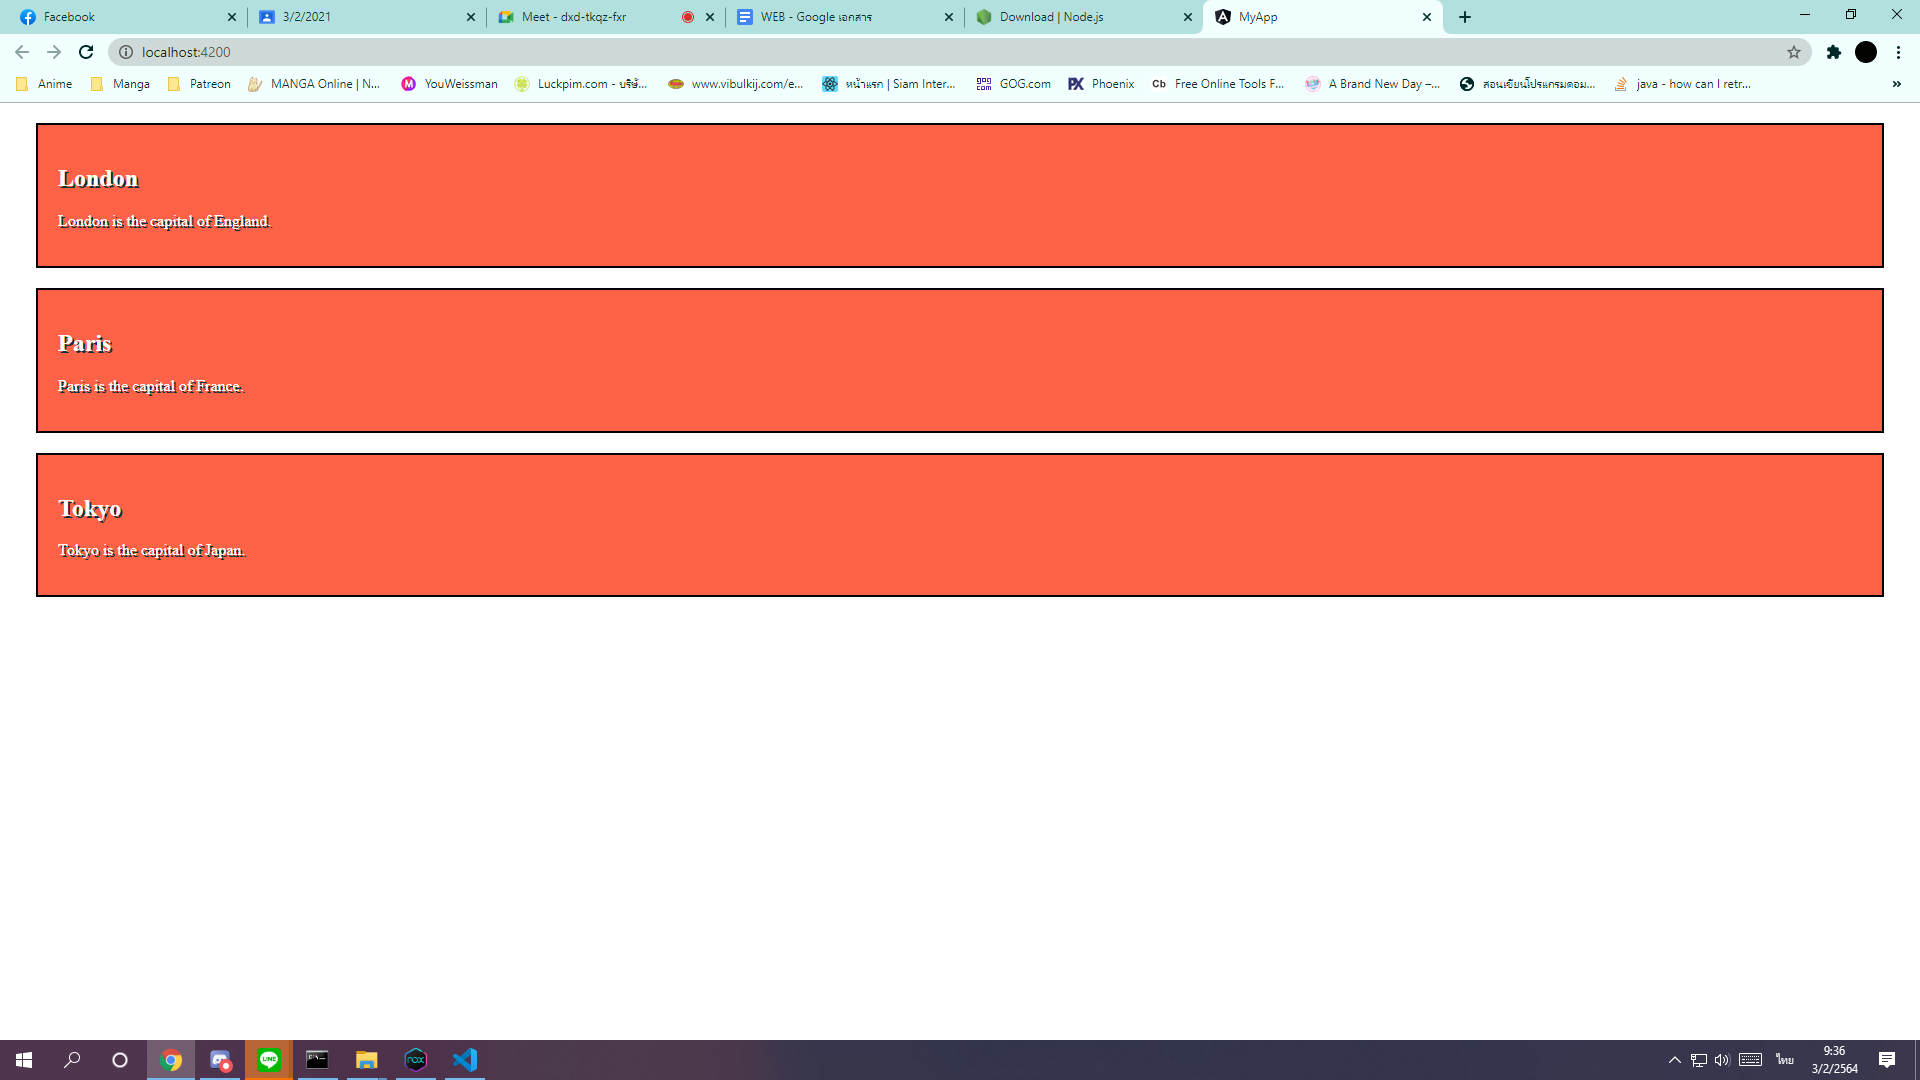 Facebook
3/2/2021
Meet - dxd-tkqz-fxr
WEB - Google เอกสาร
Download | Node.js
MyApp
localhost:4200
Anime
Manga
Patreon
MANGA Online | N...
YouWeissman
Luckpim.com - บริษั...
www.vibulkij.com/e...
หน้าแรก | Siam Inter...
GOG.com
Phoenix
Cb Free Online Tools F...
A Brand New Day –...
สอนเขียนโปรแกรมคอม...
java - how can I retr...
London
London is the capital of England.
Paris
Paris is the capital of France.
Tokyo
Tokyo is the capital of Japan.
LINE
nox
ไทย
9:36
3/2/2564